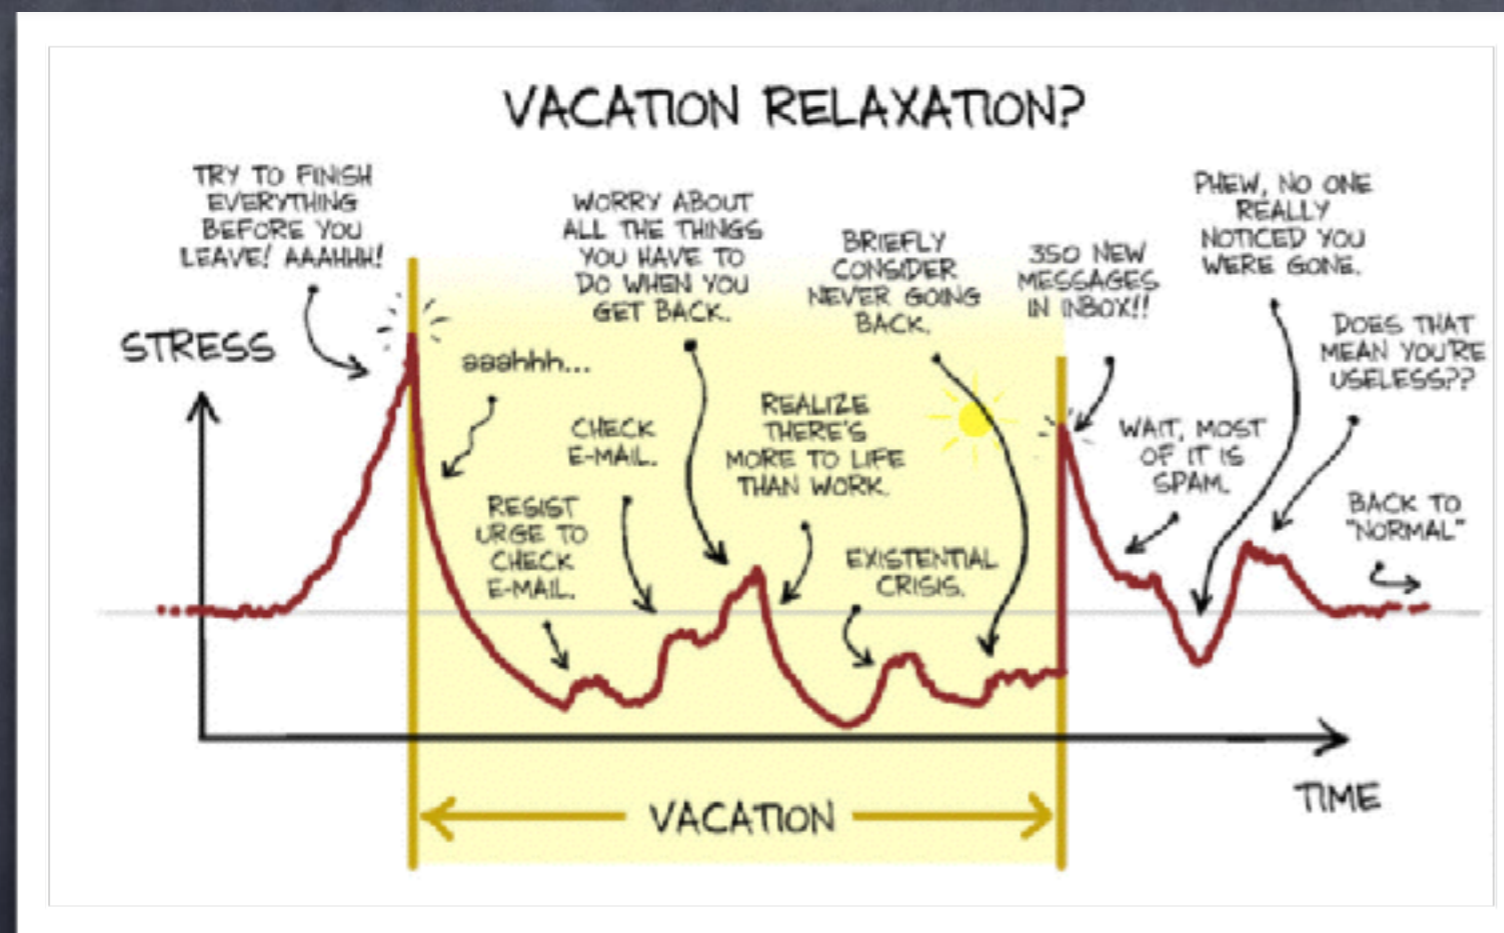 VACATION RELAXATION?
TRY TO FINISH
EVERYTHING
BEFORE YOU
LEAVE! AAAHHH!
STRESS
aaahhh...
RESIST
URGE TO
CHECK
E-MAIL.
CHECK
E-MAIL.
WORRY ABOUT
ALL THE THINGS
YOU HAVE TO
DO WHEN YOU
GET BACK.
REALIZE
THERE'S
MORE TO LIFE
THAN WORK.
EXISTENTIAL
CRISIS.
BRIEFLY
CONSIDER
NEVER GOING
BACK.
350 NEW
MESSAGES
IN INBOX!!
WAIT, MOST
OF IT IS
SPAM.
PHEW, NO ONE
REALLY
NOTICED YOU
WERE GONE.
DOES THAT
MEAN YOU'RE
USELESS??
BACK TO
"NORMAL"
VACATION
TIME